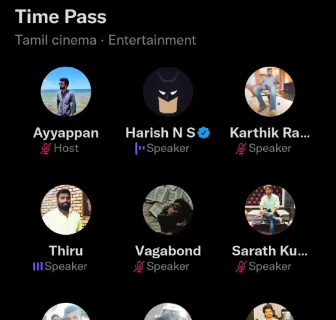 Time Pass
Tamil cinema · Entertainment
Ayyappan Harish N S Karthik Ra...
Host Speaker Speaker
Thiru Vagabond Sarath Ku...
Speaker Speaker Speaker